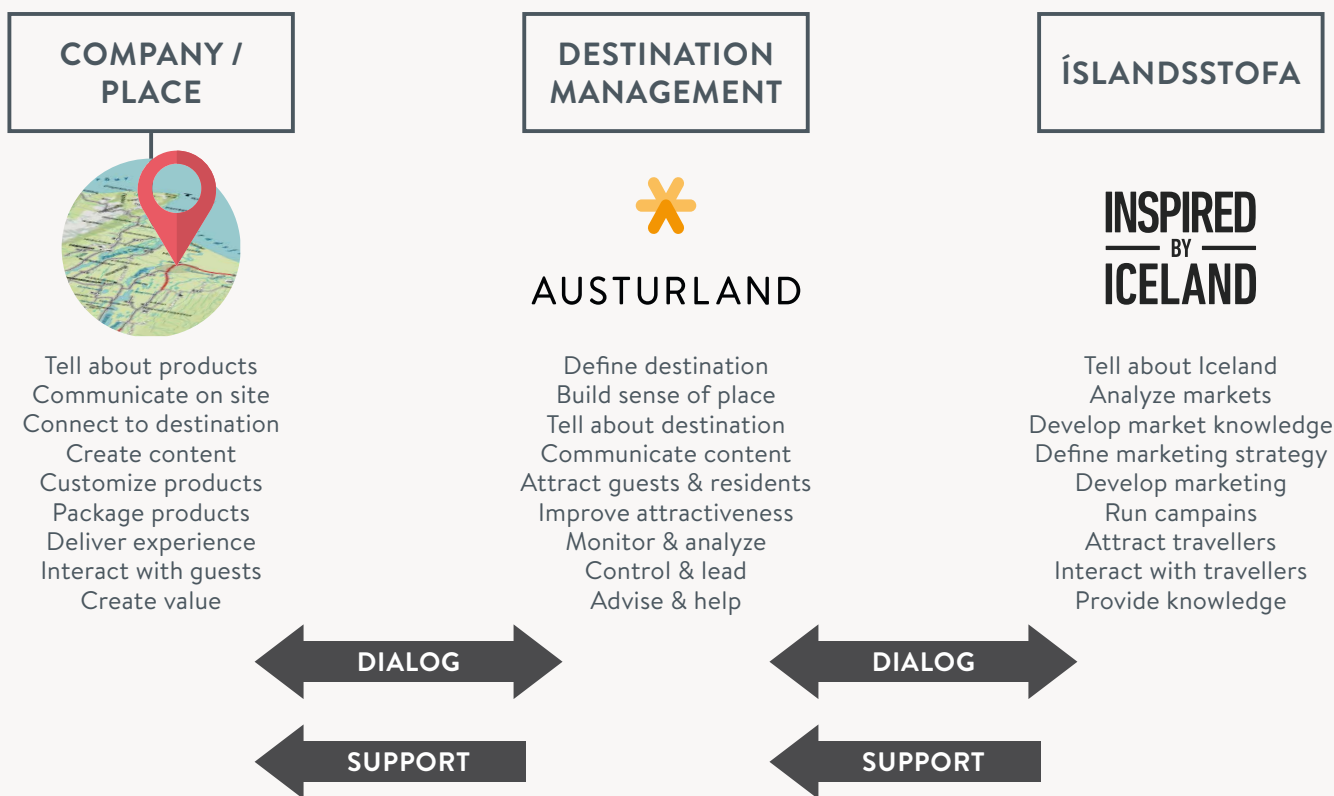 COMPANY /
PLACE
Tell about products
Communicate on site
Connect to destination
Create content
Customize products
Package products
Deliver experience
Interact with guests
Create value
DESTINATION
MANAGEMENT
AUSTURLAND
Define destination
Build sense of place
Tell about destination
Communicate content
Attract guests & residents
Improve attractiveness
Monitor & analyze
Control & lead
Advise & help
ÍSLANDSSTOFA
INSPIRED
BY
ICELAND
Tell about Iceland
Analyze markets
Develop market knowledge
Define marketing strategy
Develop marketing
Run campains
Attract travellers
Interact with travellers
Provide knowledge
DIALOG
DIALOG
SUPPORT
SUPPORT